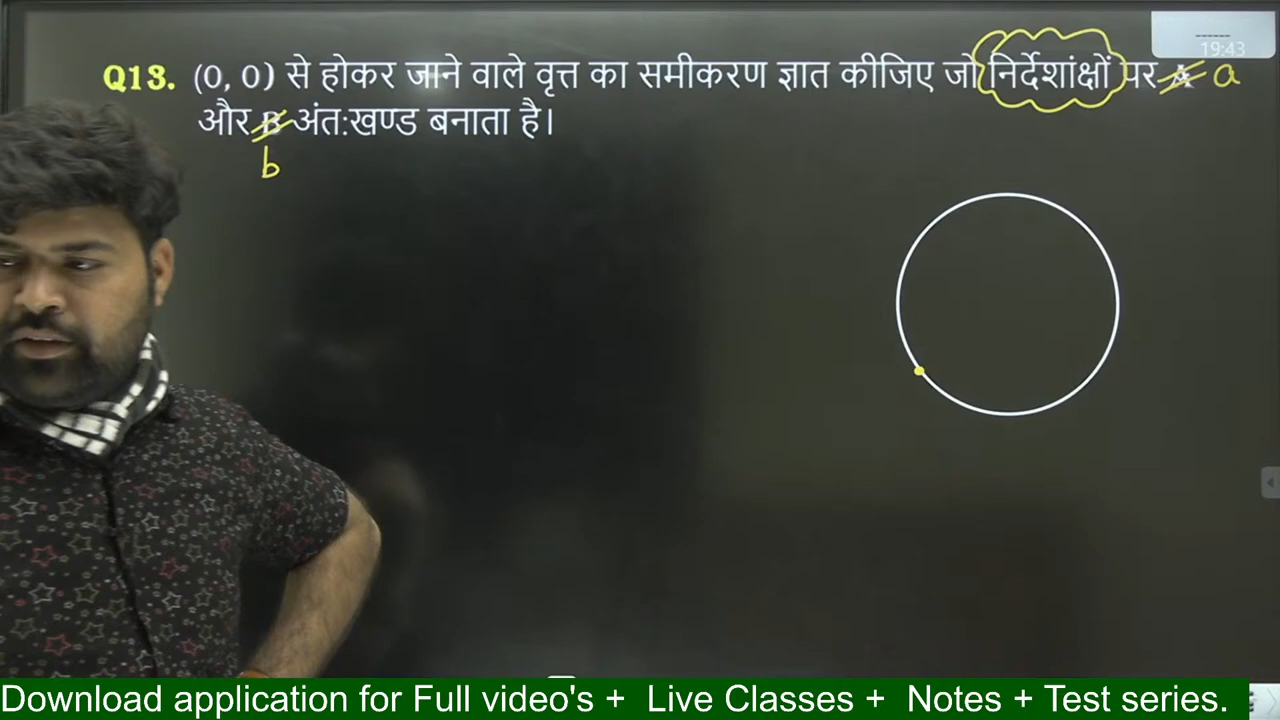 19:43
Q13. (0, 0) से होकर जाने वाले वृत्त का समीकरण ज्ञात कीजिए जो निर्देशांक्षों पर A a
और B अंत:खण्ड बनाता है।
b
Download application for Full video's + Live Classes + Notes + Test series.